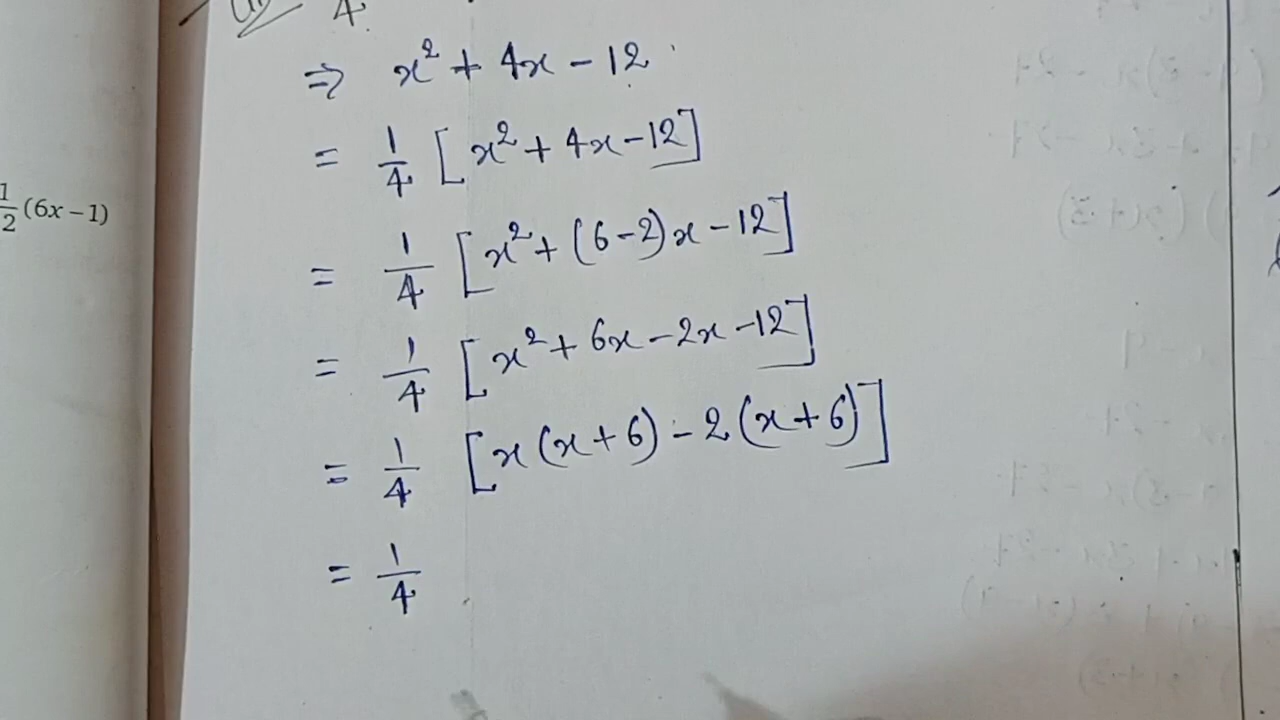 4.
⇒ x² + 4x - 12
= 1/4 [x² + 4x - 12]
= 1/4 [x² + (6-2)x - 12]
= 1/4 [x² + 6x - 2x - 12]
= 1/4 [x(x+6) - 2(x+6)]
= 1/4
1/2 (6x - 1)